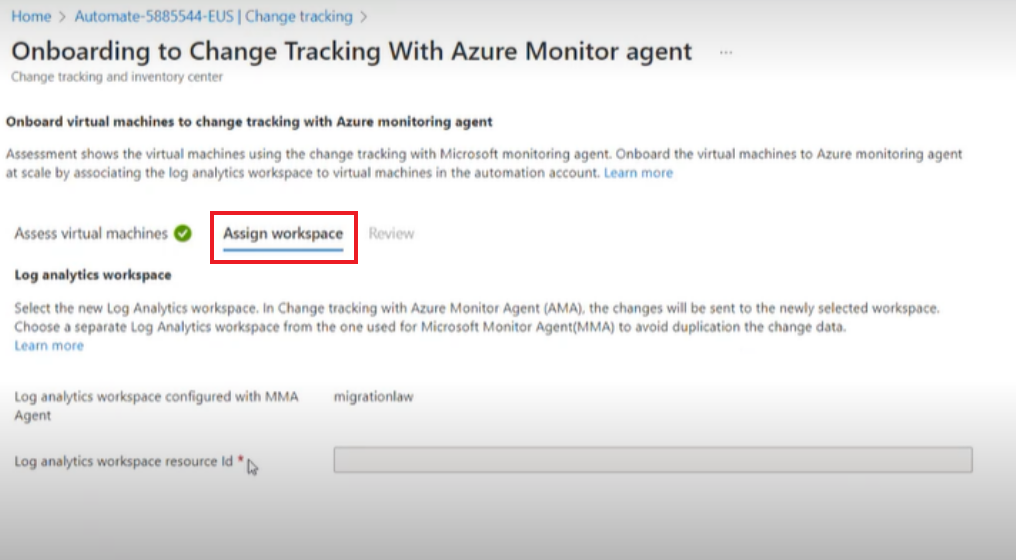 Home > Automate-5885544-EUS | Change tracking >
Onboarding to Change Tracking With Azure Monitor agent ...
Change tracking and inventory center
Onboard virtual machines to change tracking with Azure monitoring agent
Assessment shows the virtual machines using the change tracking with Microsoft monitoring agent. Onboard the virtual machines to Azure monitoring agent
at scale by associating the log analytics workspace to virtual machines in the automation account. Learn more
Assess virtual machines Assign workspace Review
Log analytics workspace
Select the new Log Analytics workspace. In Change tracking with Azure Monitor Agent (AMA), the changes will be sent to the newly selected workspace.
Choose a separate Log Analytics workspace from the one used for Microsoft Monitor Agent(MMA) to avoid duplication the change data.
Learn more
Log analytics workspace configured with MMA migrationlaw
Agent
Log analytics workspace resource Id *